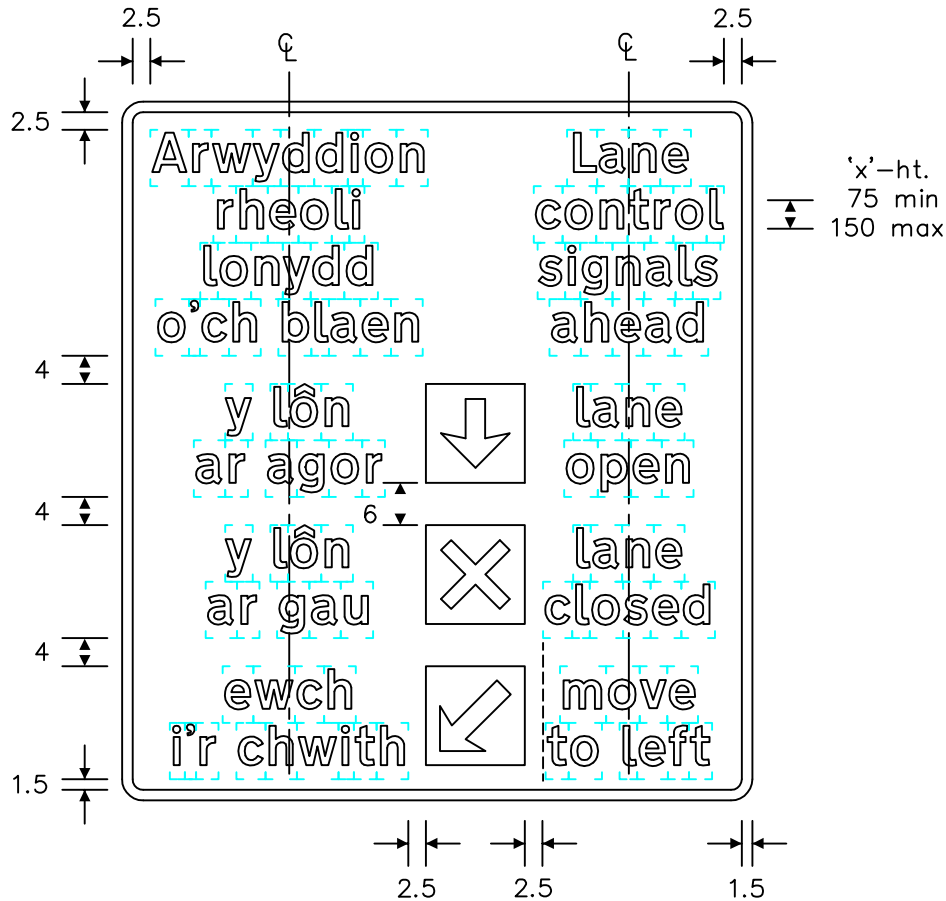 2.5 2.5
℄ ℄
2.5
Arwyddion Lane
rheoli control
lonydd signals
o’ch blaen ahead
‘x’-ht.
75 min
150 max
4
y lôn lane
ar agor open
4 6
y lôn lane
ar gau closed
4
ewch move
i’r chwith to left
1.5
2.5 2.5 1.5